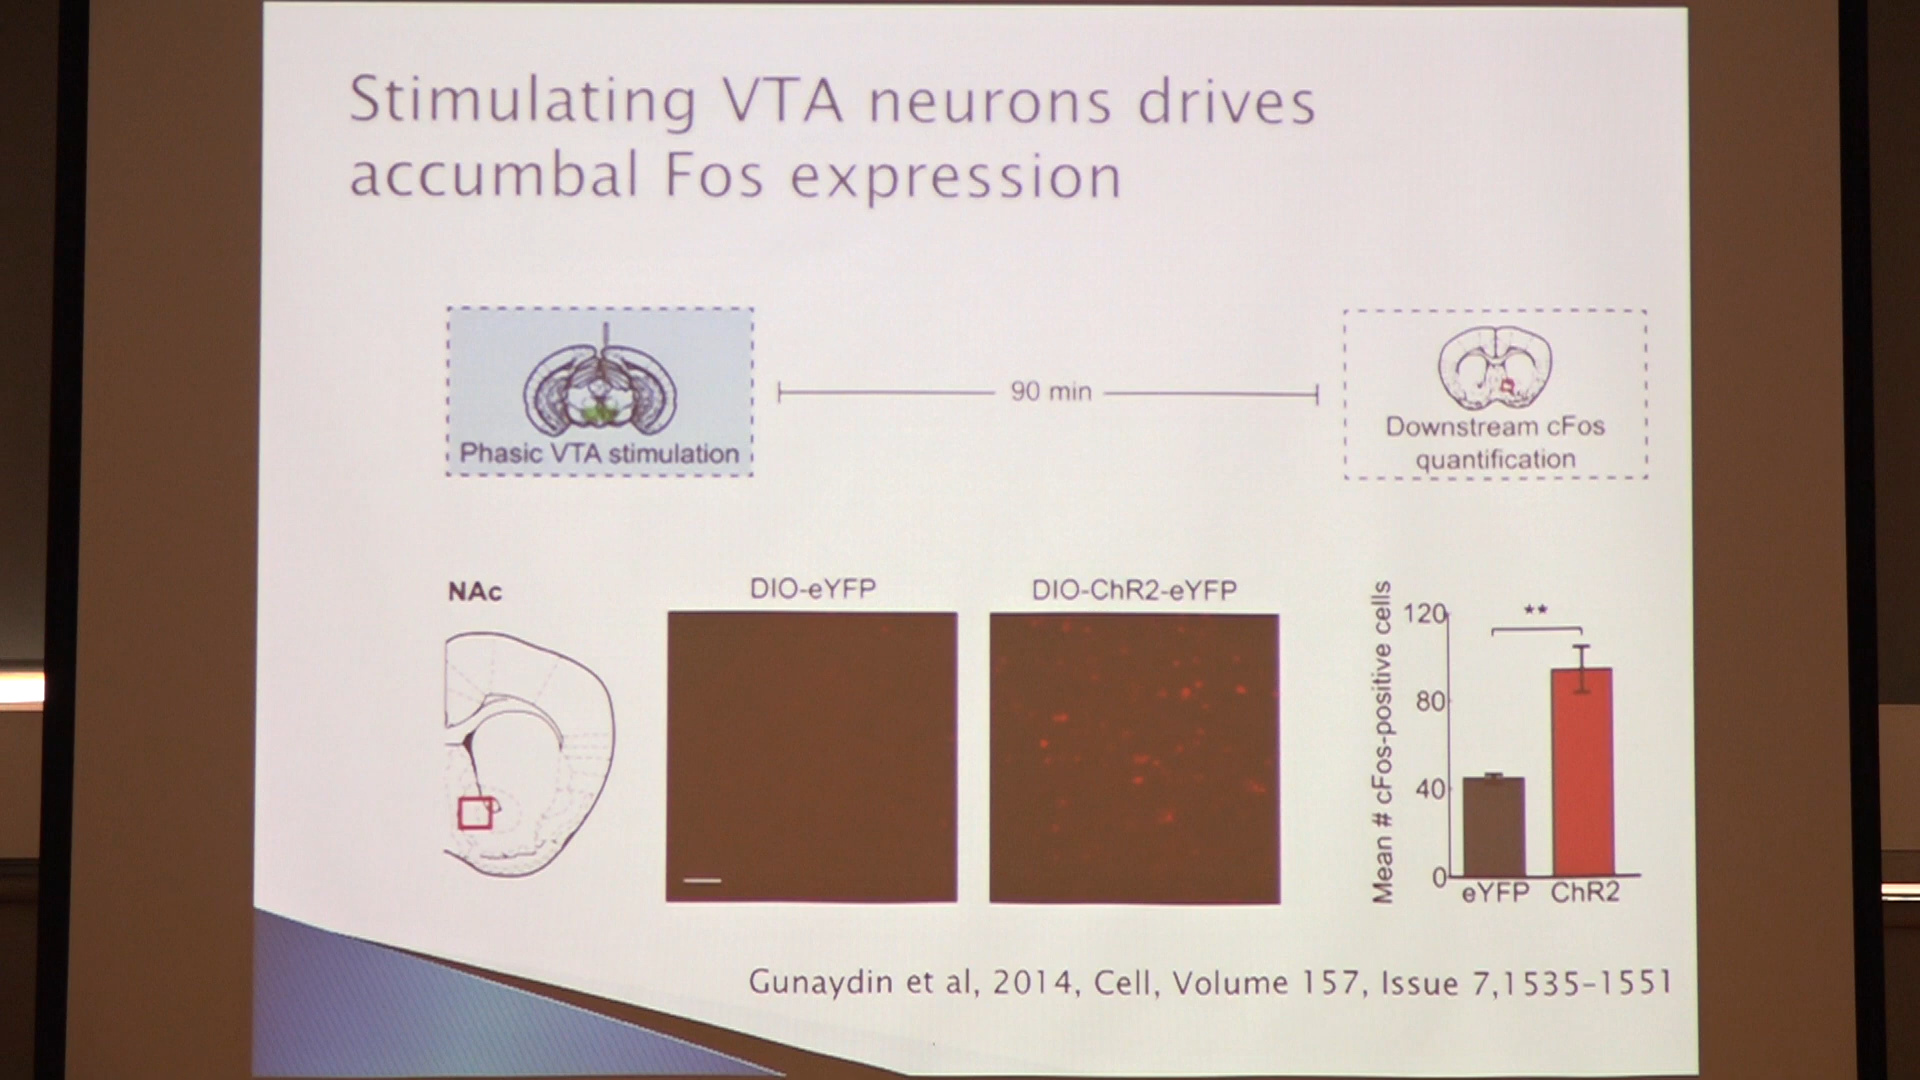 Stimulating VTA neurons drives
accumbal Fos expression
Phasic VTA stimulation
90 min
Downstream cFos
quantification
NAc
DIO-eYFP
DIO-ChR2-eYFP
Mean # cFos-positive cells
120
80
40
0
**
eYFP
ChR2
Gunaydin et al, 2014, Cell, Volume 157, Issue 7,1535-1551